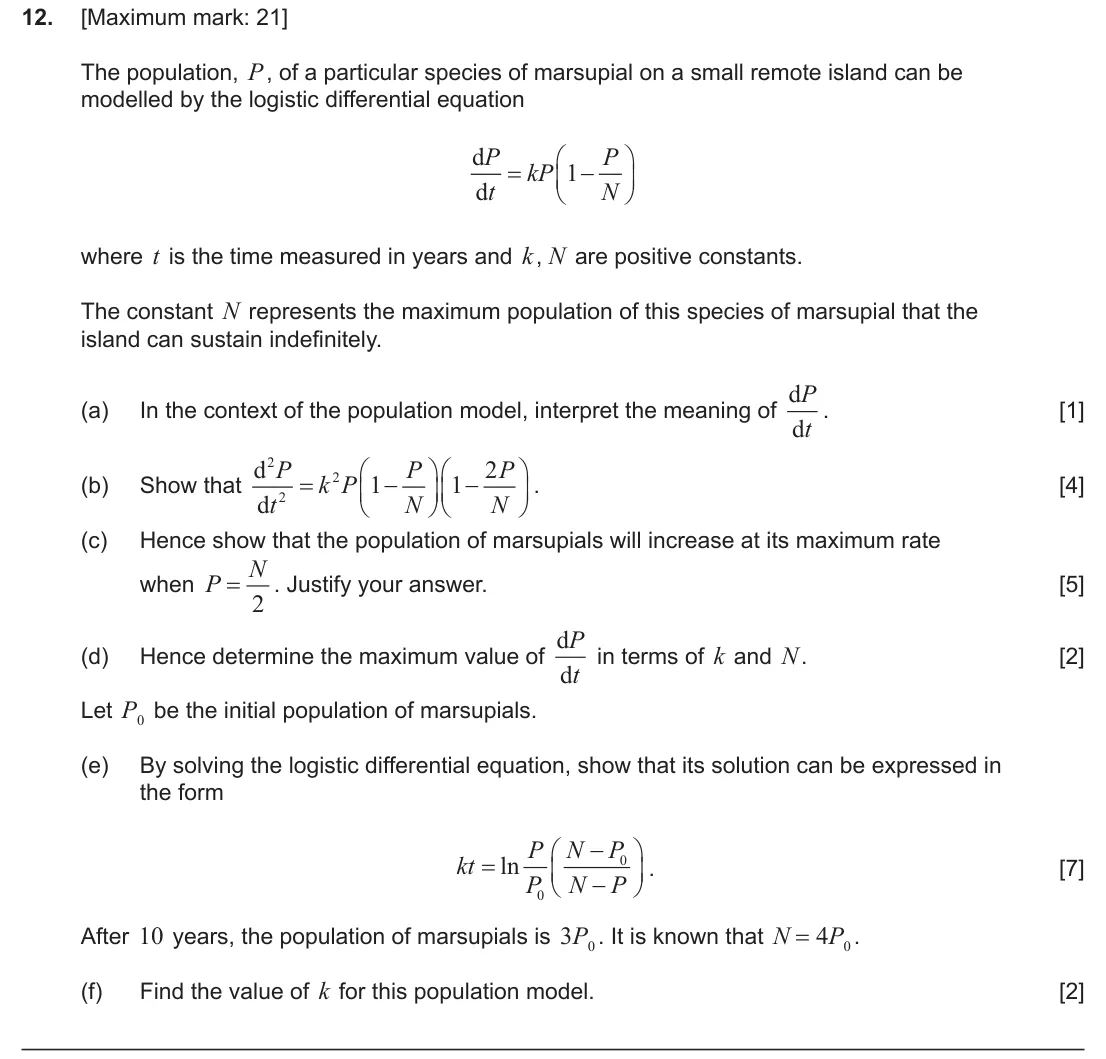 12. [Maximum mark: 21]
The population, P, of a particular species of marsupial on a small remote island can be
modelled by the logistic differential equation
dP/dt = kP(1 − P/N)
where t is the time measured in years and k, N are positive constants.
The constant N represents the maximum population of this species of marsupial that the
island can sustain indefinitely.
(a) In the context of the population model, interpret the meaning of dP/dt. [1]
(b) Show that d²P/dt² = k²P(1 − P/N)(1 − 2P/N). [4]
(c) Hence show that the population of marsupials will increase at its maximum rate
when P = N/2. Justify your answer. [5]
(d) Hence determine the maximum value of dP/dt in terms of k and N. [2]
Let P₀ be the initial population of marsupials.
(e) By solving the logistic differential equation, show that its solution can be expressed in
the form
kt = ln P/P₀ ((N − P₀)/(N − P)). [7]
After 10 years, the population of marsupials is 3P₀. It is known that N = 4P₀.
(f) Find the value of k for this population model. [2]